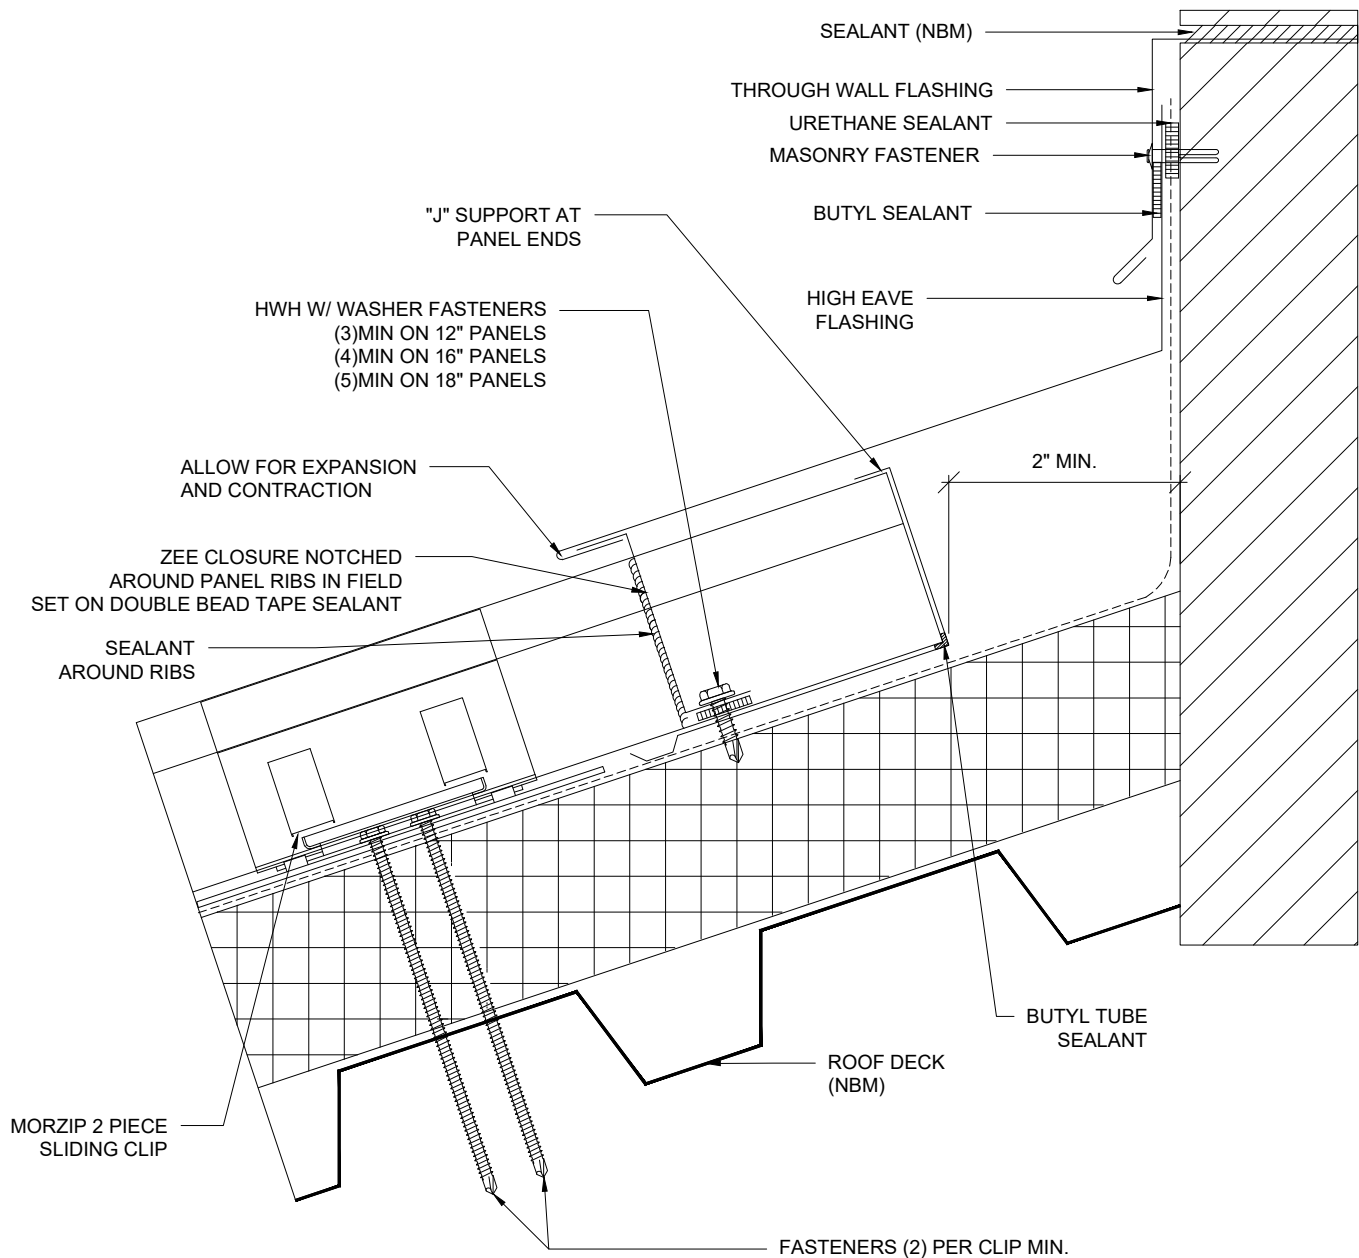 SEALANT (NBM)
THROUGH WALL FLASHING
URETHANE SEALANT
MASONRY FASTENER
BUTYL SEALANT
"J" SUPPORT AT
PANEL ENDS
HIGH EAVE
FLASHING
HWH W/ WASHER FASTENERS
(3)MIN ON 12" PANELS
(4)MIN ON 16" PANELS
(5)MIN ON 18" PANELS
2" MIN.
ALLOW FOR EXPANSION
AND CONTRACTION
ZEE CLOSURE NOTCHED
AROUND PANEL RIBS IN FIELD
SET ON DOUBLE BEAD TAPE SEALANT
SEALANT
AROUND RIBS
BUTYL TUBE
SEALANT
ROOF DECK
(NBM)
MORZIP 2 PIECE
SLIDING CLIP
FASTENERS (2) PER CLIP MIN.